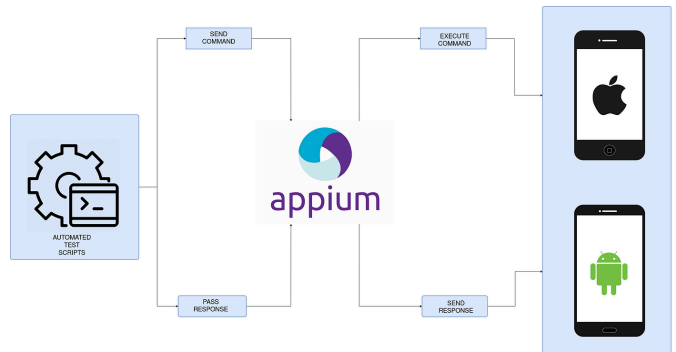 SEND
COMMAND
EXECUTE
COMMAND
>_
appium
AUTOMATED
TEST
SCRIPTS
PASS
RESPONSE
SEND
RESPONSE